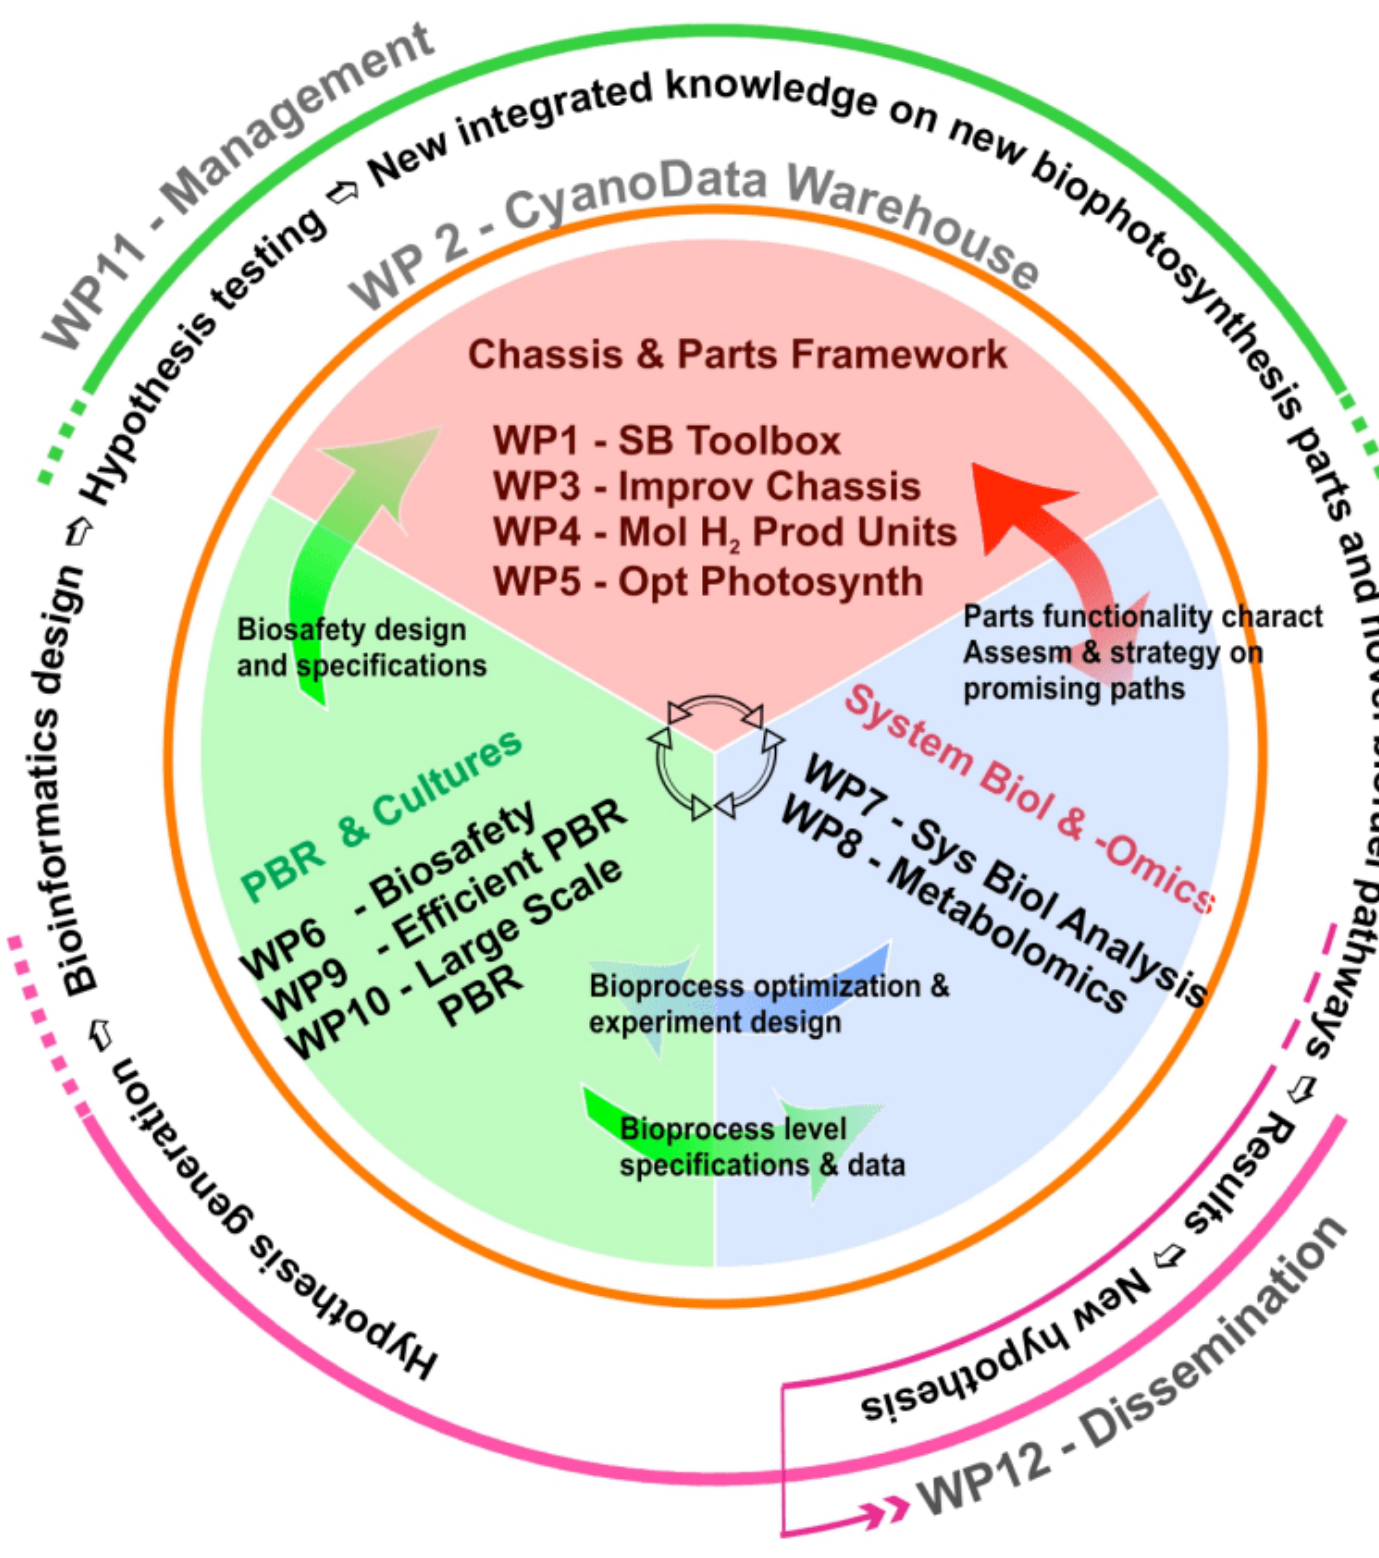 WP11 - Management
Hypothesis generation ⇨ Bioinformatics design ⇨ Hypothesis testing ⇨ New integrated knowledge on new biophotosynthesis parts and novel biofuel pathways ⇨ Results ⇨ New hypothesis
WP 2 - CyanoData Warehouse
Chassis & Parts Framework
WP1 - SB Toolbox
WP3 - Improv Chassis
WP4 - Mol H₂ Prod Units
WP5 - Opt Photosynth
Biosafety design
and specifications
Parts functionality charact
Assesm & strategy on
promising paths
PBR & Cultures
WP6 - Biosafety
WP9 - Efficient PBR
WP10 - Large Scale
PBR
System Biol & -Omics
WP7 - Sys Biol Analysis
WP8 - Metabolomics
Bioprocess optimization &
experiment design
Bioprocess level
specifications & data
WP12 - Dissemination